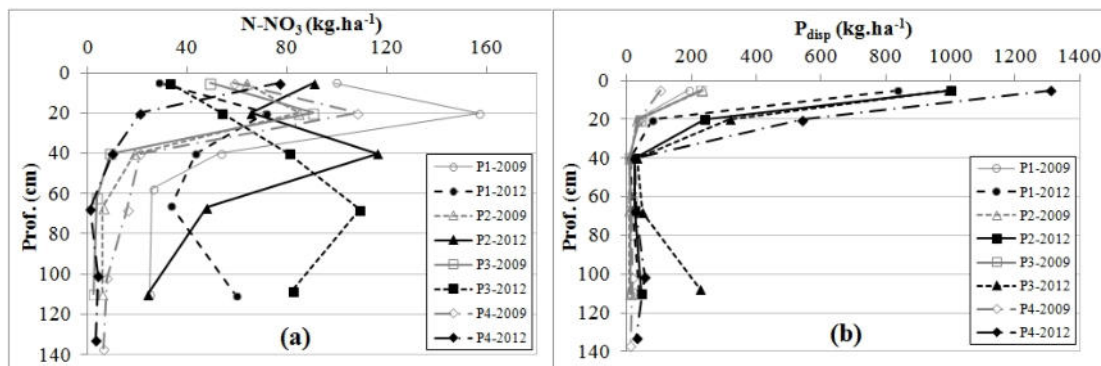 N-NO3 (kg.ha-1)
0 40 80 120 160
Prof. (cm)
0
20
40
60
80
100
120
140
P1-2009
P1-2012
P2-2009
P2-2012
P3-2009
P3-2012
P4-2009
P4-2012
(a)
Pdisp (kg.ha-1)
0 200 400 600 800 1000 1200 1400
Prof. (cm)
0
20
40
60
80
100
120
140
P1-2009
P1-2012
P2-2009
P2-2012
P3-2009
P3-2012
P4-2009
P4-2012
(b)